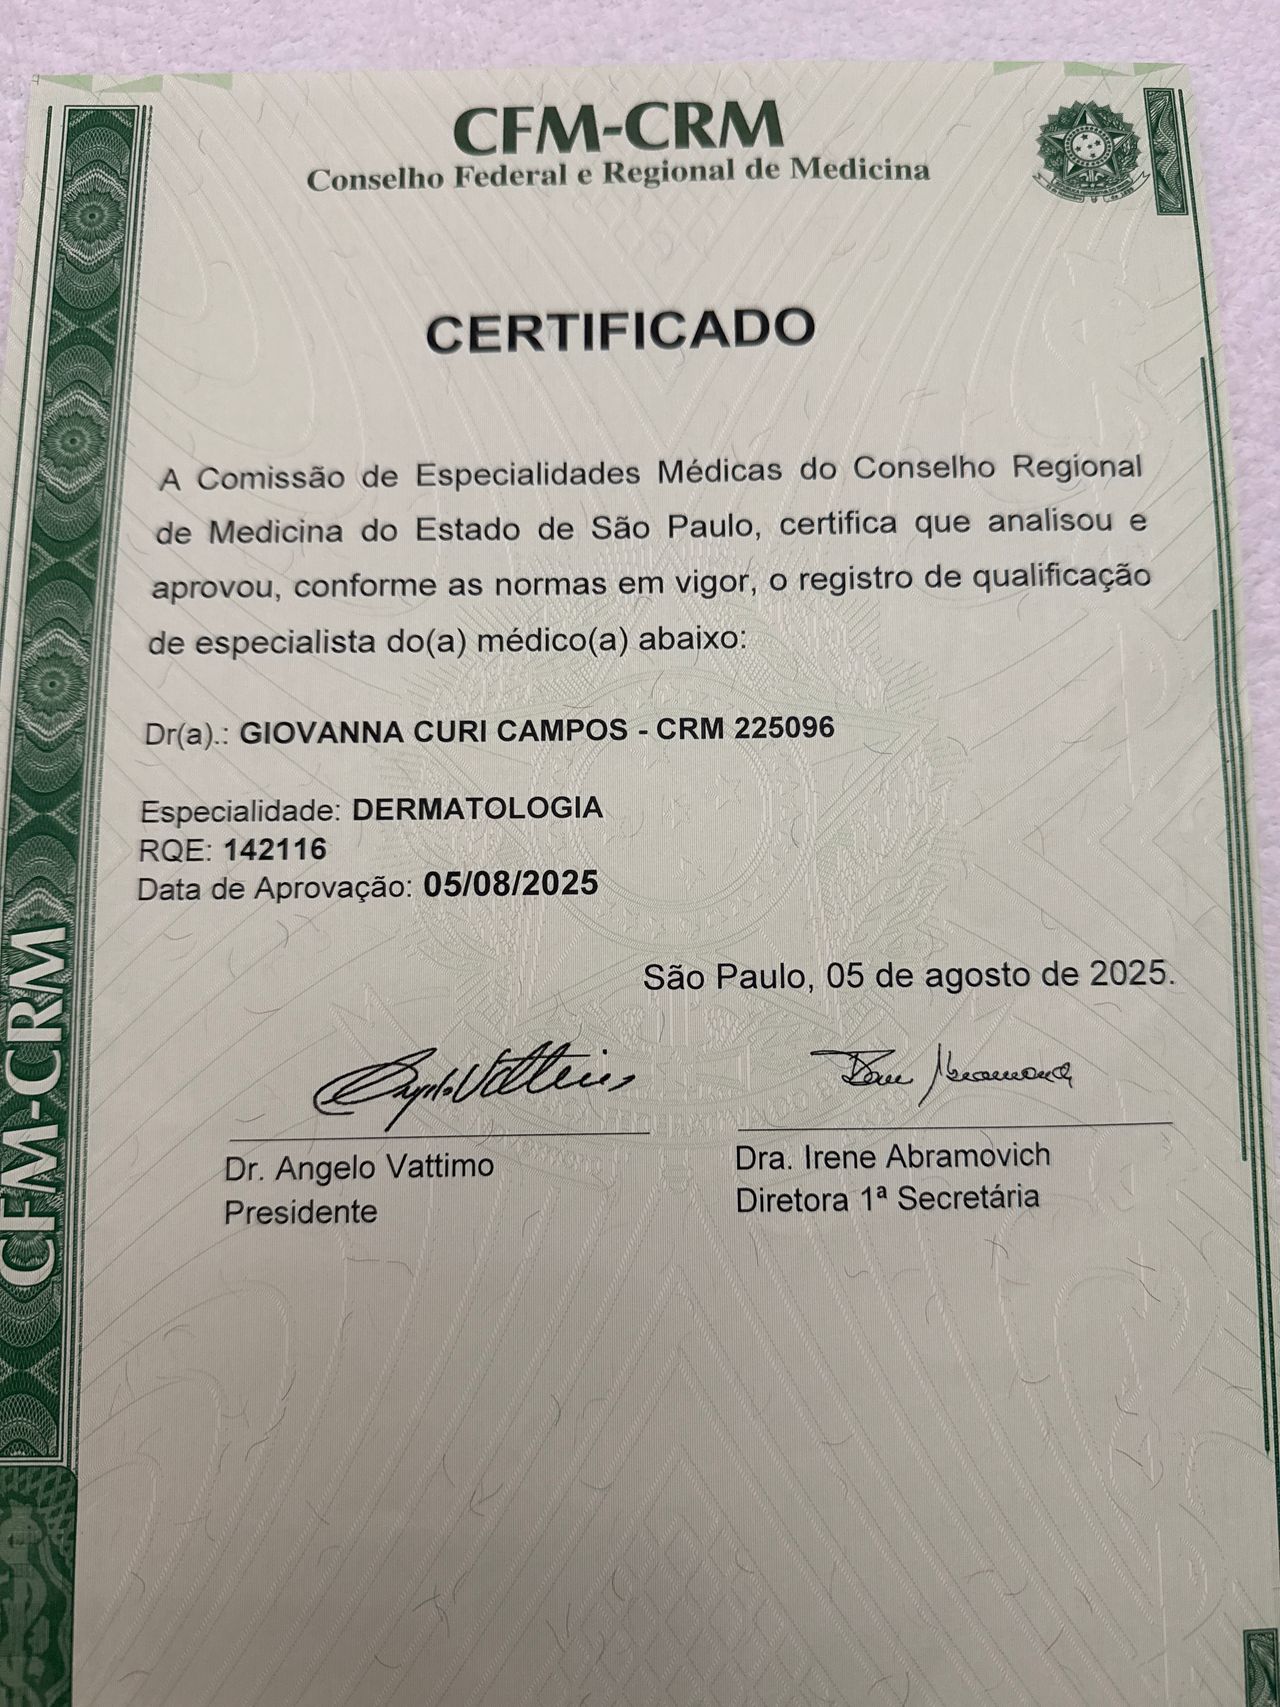 CFM-CRM
Conselho Federal e Regional de Medicina
CERTIFICADO
A Comissão de Especialidades Médicas do Conselho Regional
de Medicina do Estado de São Paulo, certifica que analisou e
aprovou, conforme as normas em vigor, o registro de qualificação
de especialista do(a) médico(a) abaixo:
Dr(a).: GIOVANNA CURI CAMPOS - CRM 225096
Especialidade: DERMATOLOGIA
RQE: 142116
Data de Aprovação: 05/08/2025
São Paulo, 05 de agosto de 2025.
Dr. Angelo Vattimo
Presidente
Dra. Irene Abramovich
Diretora 1ª Secretária
CFM-CRM